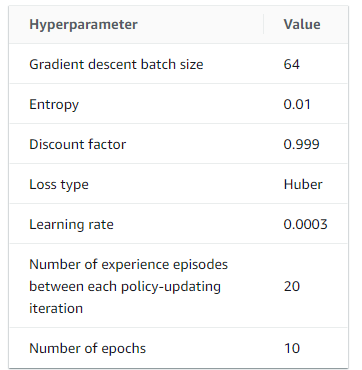 Hyperparameter Value
Gradient descent batch size 64
Entropy 0.01
Discount factor 0.999
Loss type Huber
Learning rate 0.0003
Number of experience episodes
between each policy-updating 20
iteration
Number of epochs 10